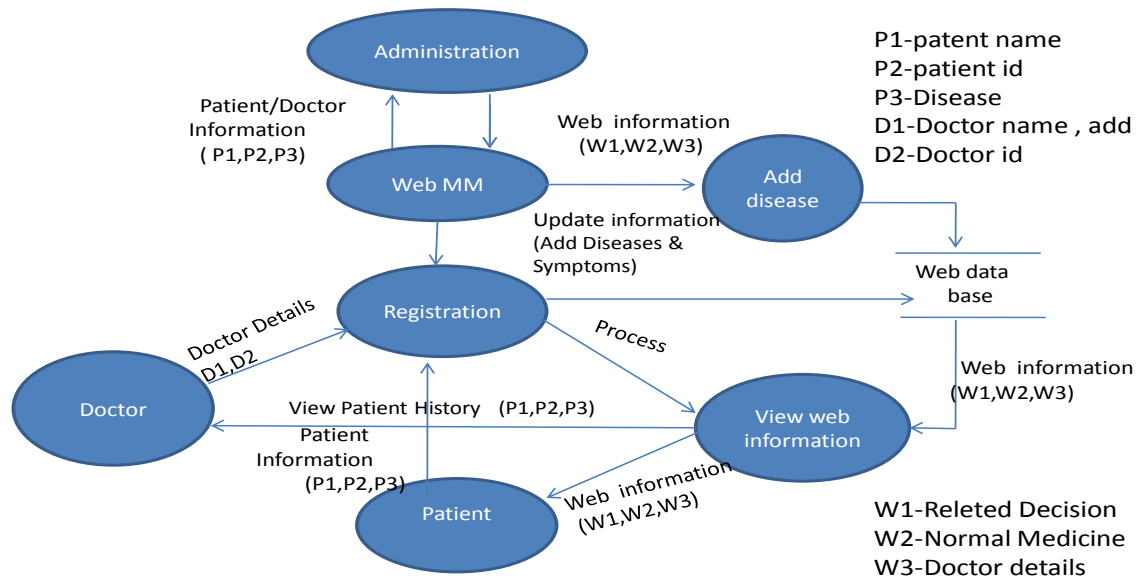 Administration
P1-patent name
P2-patient id
P3-Disease
D1-Doctor name , add
D2-Doctor id
Patient/Doctor
Information
( P1,P2,P3)
Web information
(W1,W2,W3)
Web MM
Add
disease
Update information
(Add Diseases &
Symptoms)
Web data
base
Registration
Doctor Details
D1,D2
Process
Web information
(W1,W2,W3)
Doctor
View Patient History (P1,P2,P3)
View web
information
Patient
Information
(P1,P2,P3)
Web information
(W1,W2,W3)
Patient
W1-Releted Decision
W2-Normal Medicine
W3-Doctor details